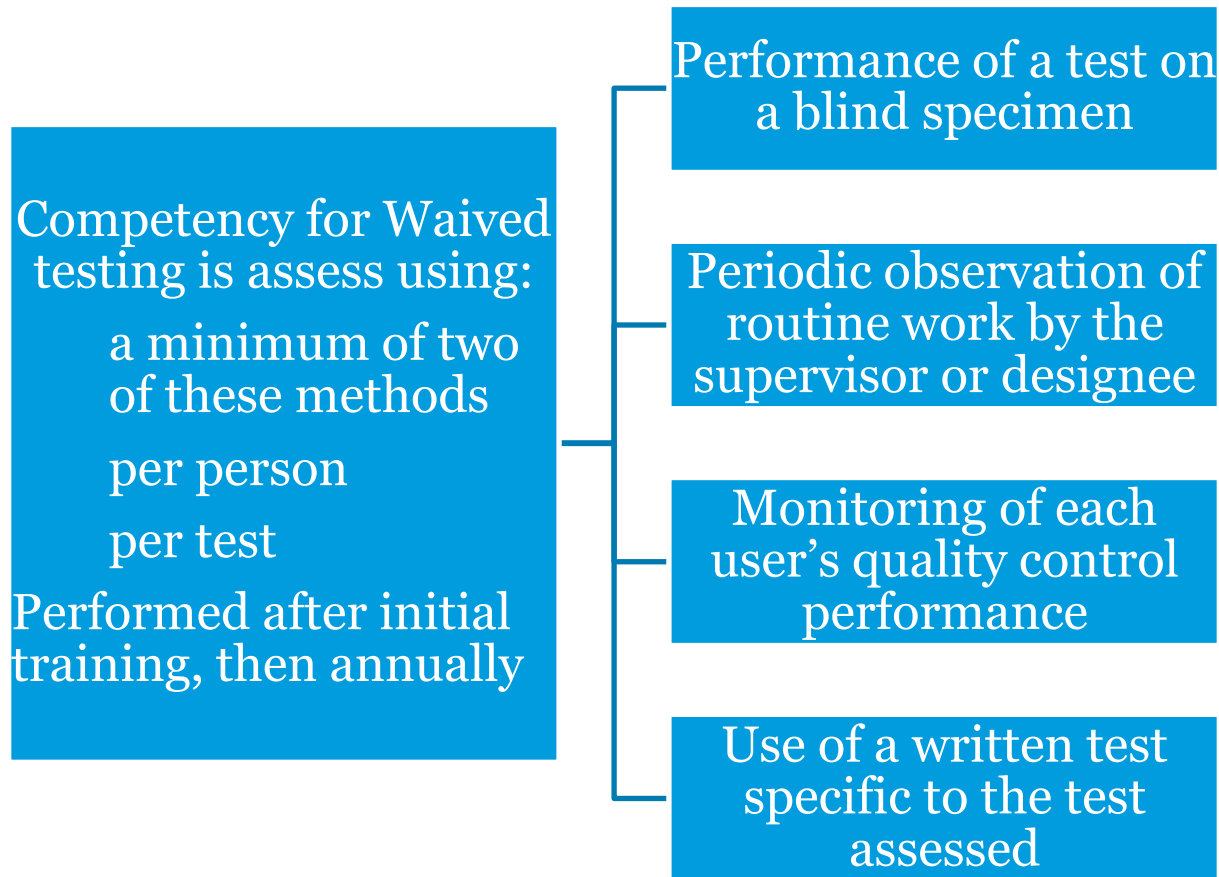 Competency for Waived
testing is assess using:
a minimum of two
of these methods
per person
per test
Performed after initial
training, then annually
Performance of a test on
a blind specimen
Periodic observation of
routine work by the
supervisor or designee
Monitoring of each
user’s quality control
performance
Use of a written test
specific to the test
assessed